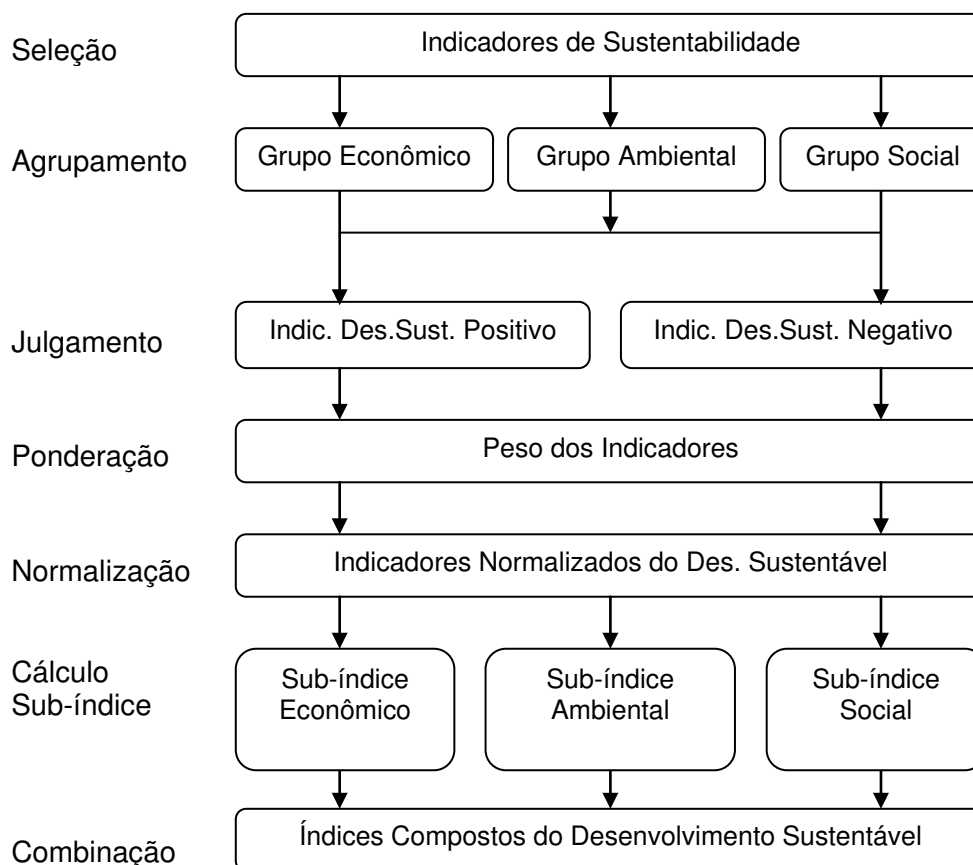 Seleção
Indicadores de Sustentabilidade
Agrupamento
Grupo Econômico
Grupo Ambiental
Grupo Social
Julgamento
Indic. Des.Sust. Positivo
Indic. Des.Sust. Negativo
Ponderação
Peso dos Indicadores
Normalização
Indicadores Normalizados do Des. Sustentável
Cálculo
Sub-índice
Sub-índice
Econômico
Sub-índice
Ambiental
Sub-índice
Social
Combinação
Índices Compostos do Desenvolvimento Sustentável